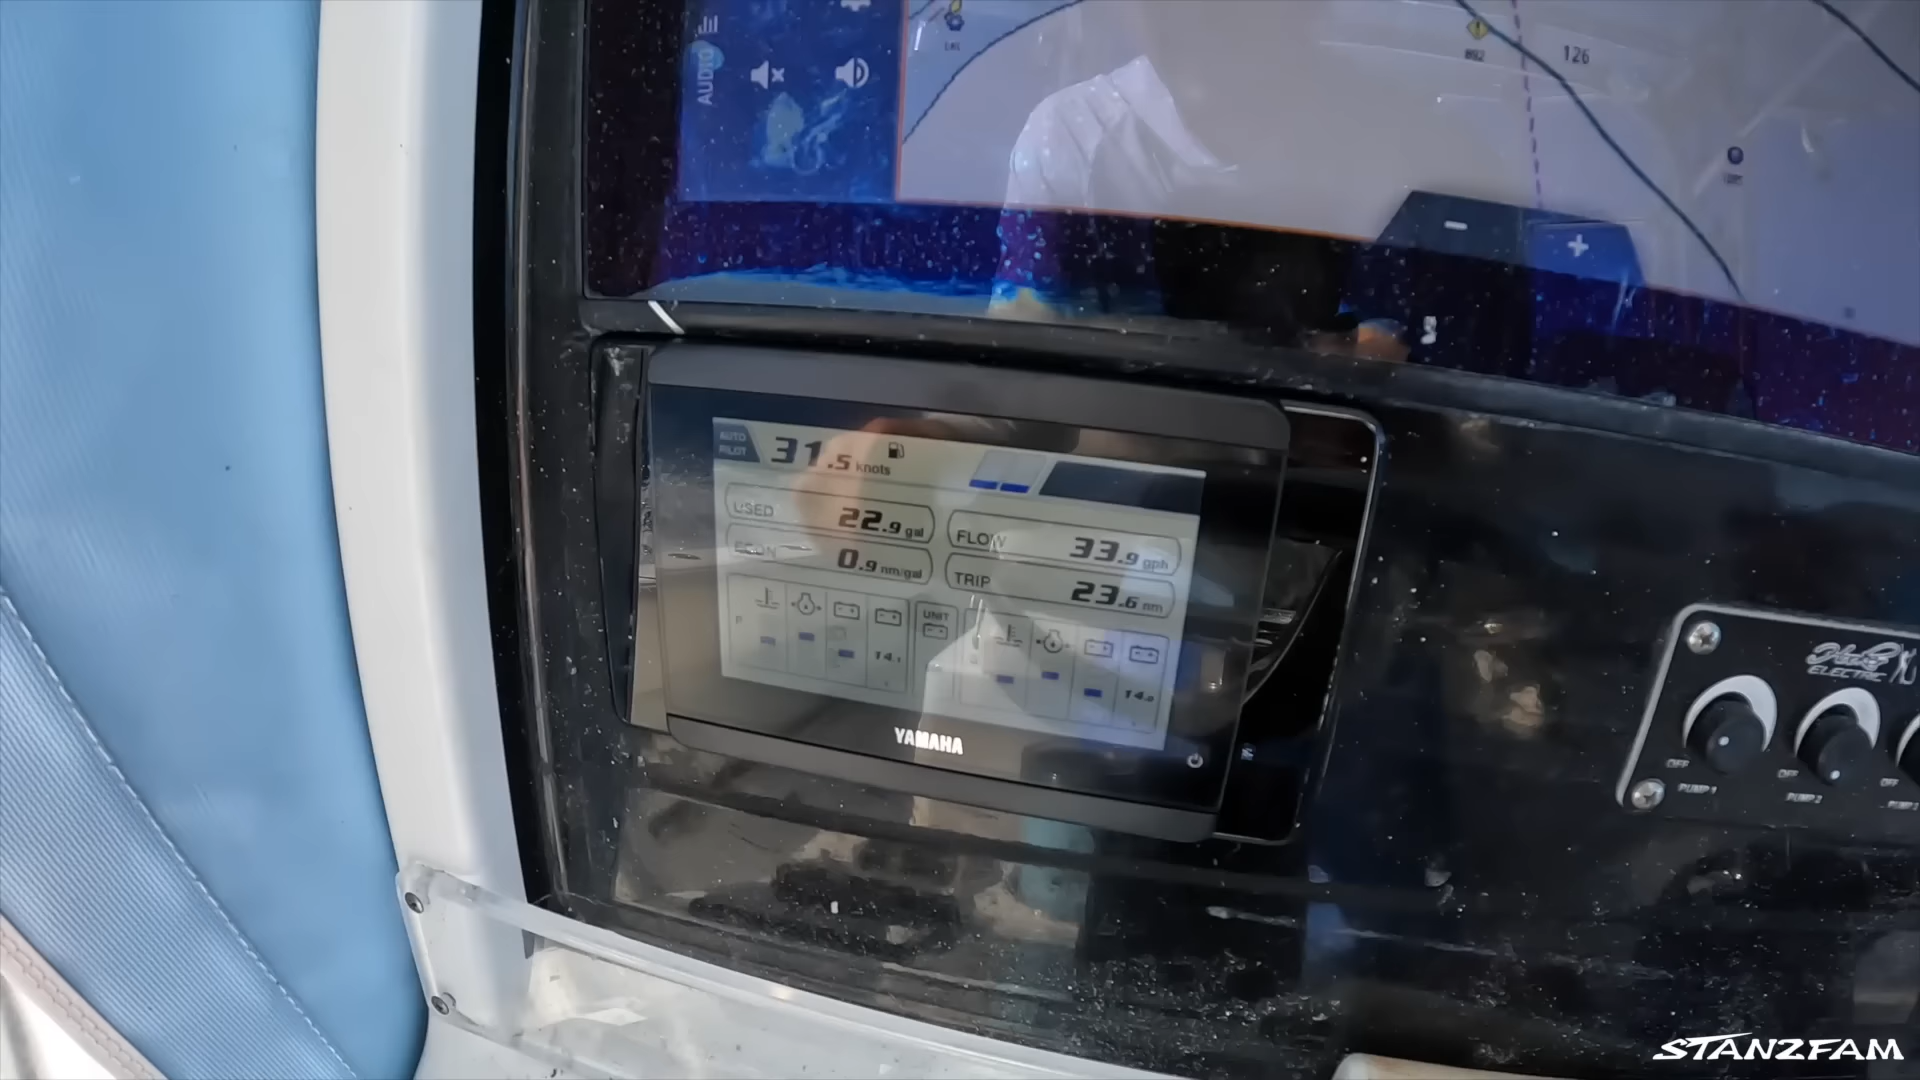 AUDIO
126
892
AUTO
PILOT
31.5 knots
USED 22.9 gal
FLOW 33.9 gph
ECON 0.9 nm/gal
TRIP 23.6 nm
P
UNIT
S
14.1
14.0
YAMAHA
ELECTRIC
OFF
OFF
OFF
PUMP 1
PUMP 2
PUMP
STANZFAM